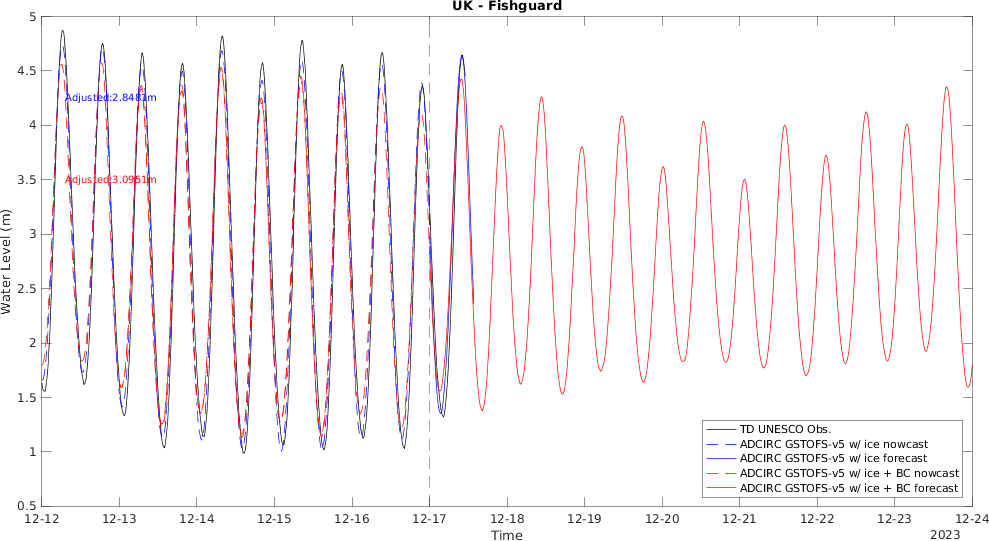 UK - Fishguard
5
4.5
4
3.5
3
2.5
2
1.5
1
0.5
Water Level (m)
Adjusted:2.8481m
Adjusted:3.0951m
TD UNESCO Obs.
ADCIRC GSTOFS-v5 w/ ice nowcast
ADCIRC GSTOFS-v5 w/ ice forecast
ADCIRC GSTOFS-v5 w/ ice + BC nowcast
ADCIRC GSTOFS-v5 w/ ice + BC forecast
12-12 12-13 12-14 12-15 12-16 12-17 12-18 12-19 12-20 12-21 12-22 12-23 12-24
Time
2023